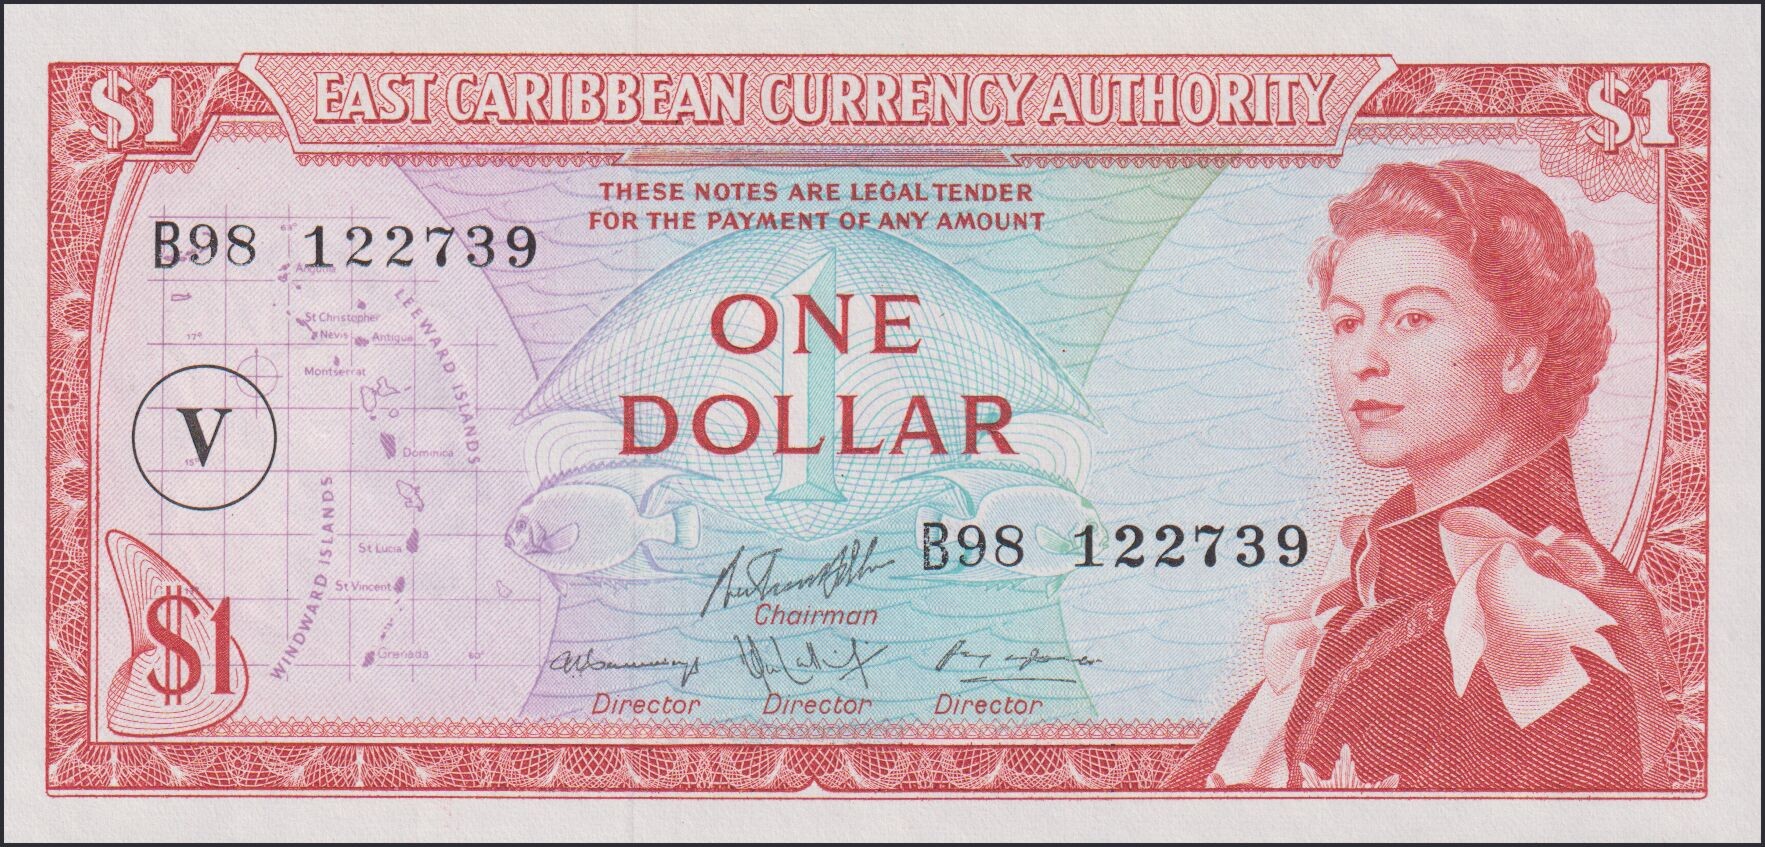 $1 EAST CARIBBEAN CURRENCY AUTHORITY $1
THESE NOTES ARE LEGAL TENDER
FOR THE PAYMENT OF ANY AMOUNT
B98 122739
Anguilla
St Christopher
Nevis
Antigua
17°
Montserrat
LEEWARD ISLANDS
ONE
1
DOLLAR
V
15°
Dominica
WINDWARD ISLANDS
St Lucia
B98 122739
St Vincent
Chairman
$1
Grenada
60°
Director Director Director